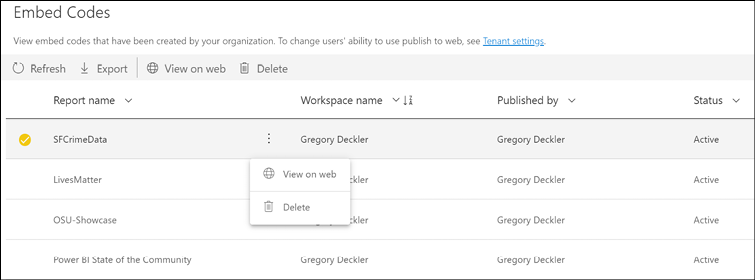 Embed Codes
View embed codes that have been created by your organization. To change users' ability to use publish to web, see Tenant settings.
Refresh Export View on web Delete
Report name Workspace name Published by Status
SFCrimeData Gregory Deckler Gregory Deckler Active
View on web
LivesMatter Gregory Deckler Active
Delete
OSU-Showcase Gregory Deckler Gregory Deckler Active
Power BI State of the Community Gregory Deckler Gregory Deckler Active